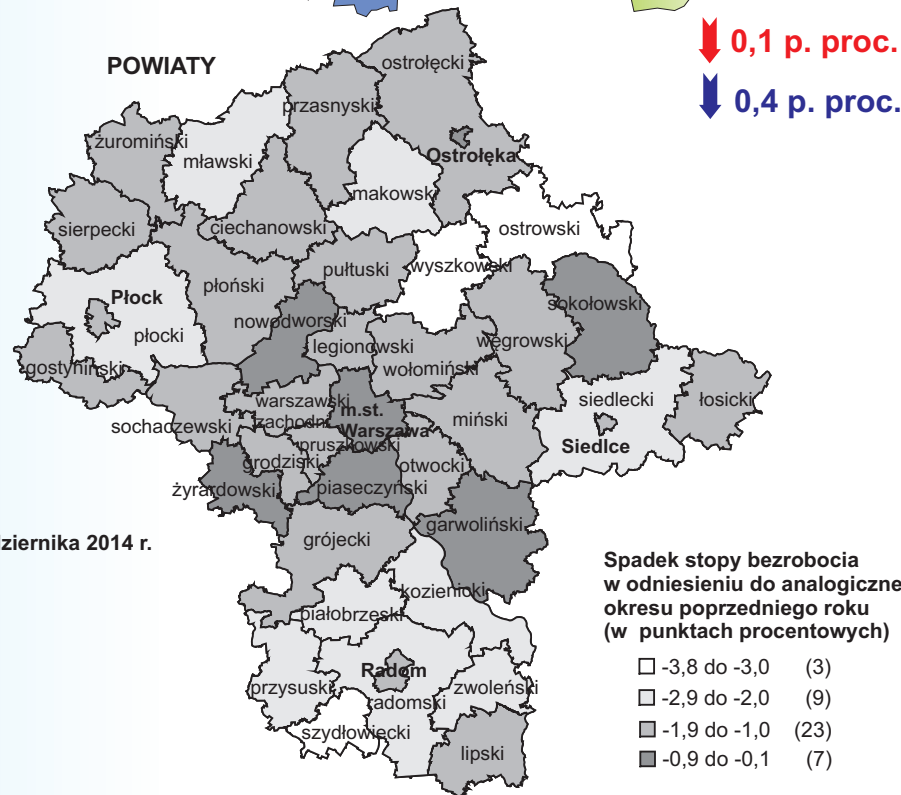 0,1 p. proc.
0,4 p. proc.
POWIATY
ostrołęcki
przasnyski
żuromiński
mławski
Ostrołęka
makowski
sierpecki
ciechanowski
ostrowski
pułtuski
wyszkowski
płoński
Płock
sokołowski
nowodworski
płocki
legionowski
węgrowski
wołomiński
gostyniński
siedlecki
łosicki
warszawski
zachodni
m.st.
Warszawa
miński
sochaczewski
pruszkowski
Siedlce
grodziski
otwocki
żyrardowski
piaseczyński
garwoliński
dziernika 2014 r.
grójecki
kozienicki
białobrzeski
Radom
przysuski
radomski
zwoleński
szydłowiecki
lipski
Spadek stopy bezrobocia
w odniesieniu do analogiczne
okresu poprzedniego roku
(w punktach procentowych)
-3,8 do -3,0 (3)
-2,9 do -2,0 (9)
-1,9 do -1,0 (23)
-0,9 do -0,1 (7)